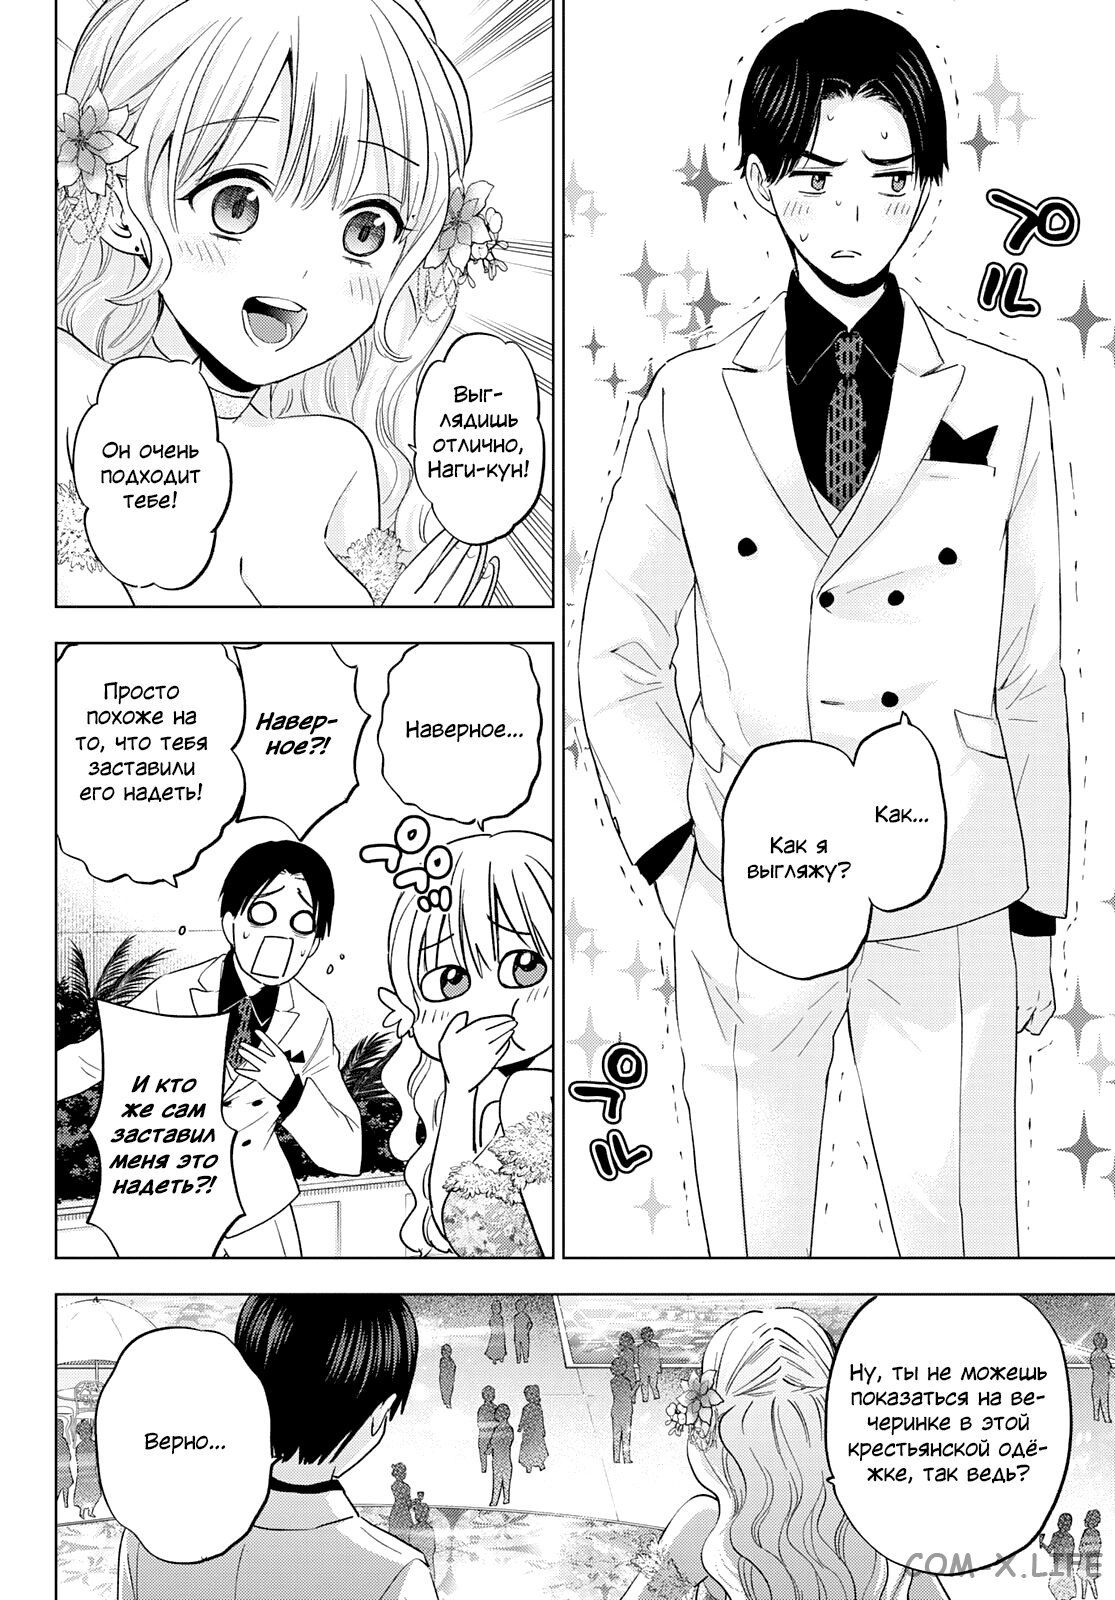 プル
Как...
Как я
выгляжу?
プル
Выг-
лядишь
отлично,
Наги-кун!
Он очень
подходит
тебе!
Наверное...
Навер-
ное?!
Просто
похоже на
то, что тебя
заставили
его надеть!
ププ
И кто
же сам
заставил
меня это
надеть?!
Ну, ты не можешь
показаться на ве-
черинке в этой
крестьянской одё-
жке, так ведь?
Верно...
COM-X.LIFE